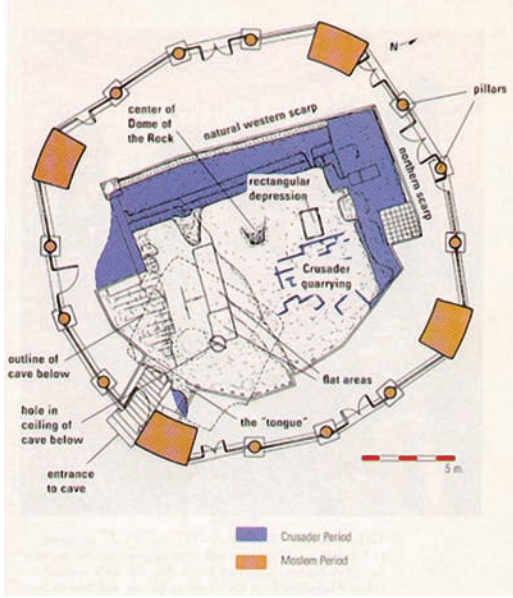 N
center of
Dome of
the Rock
natural western scarp
pillars
northern scarp
rectangular
depression
Crusader
quarrying
outline of
cave below
flat areas
hole in
ceiling of
cave below
the "tongue"
entrance
to cave
5 m.
Crusader Period
Moslem Period